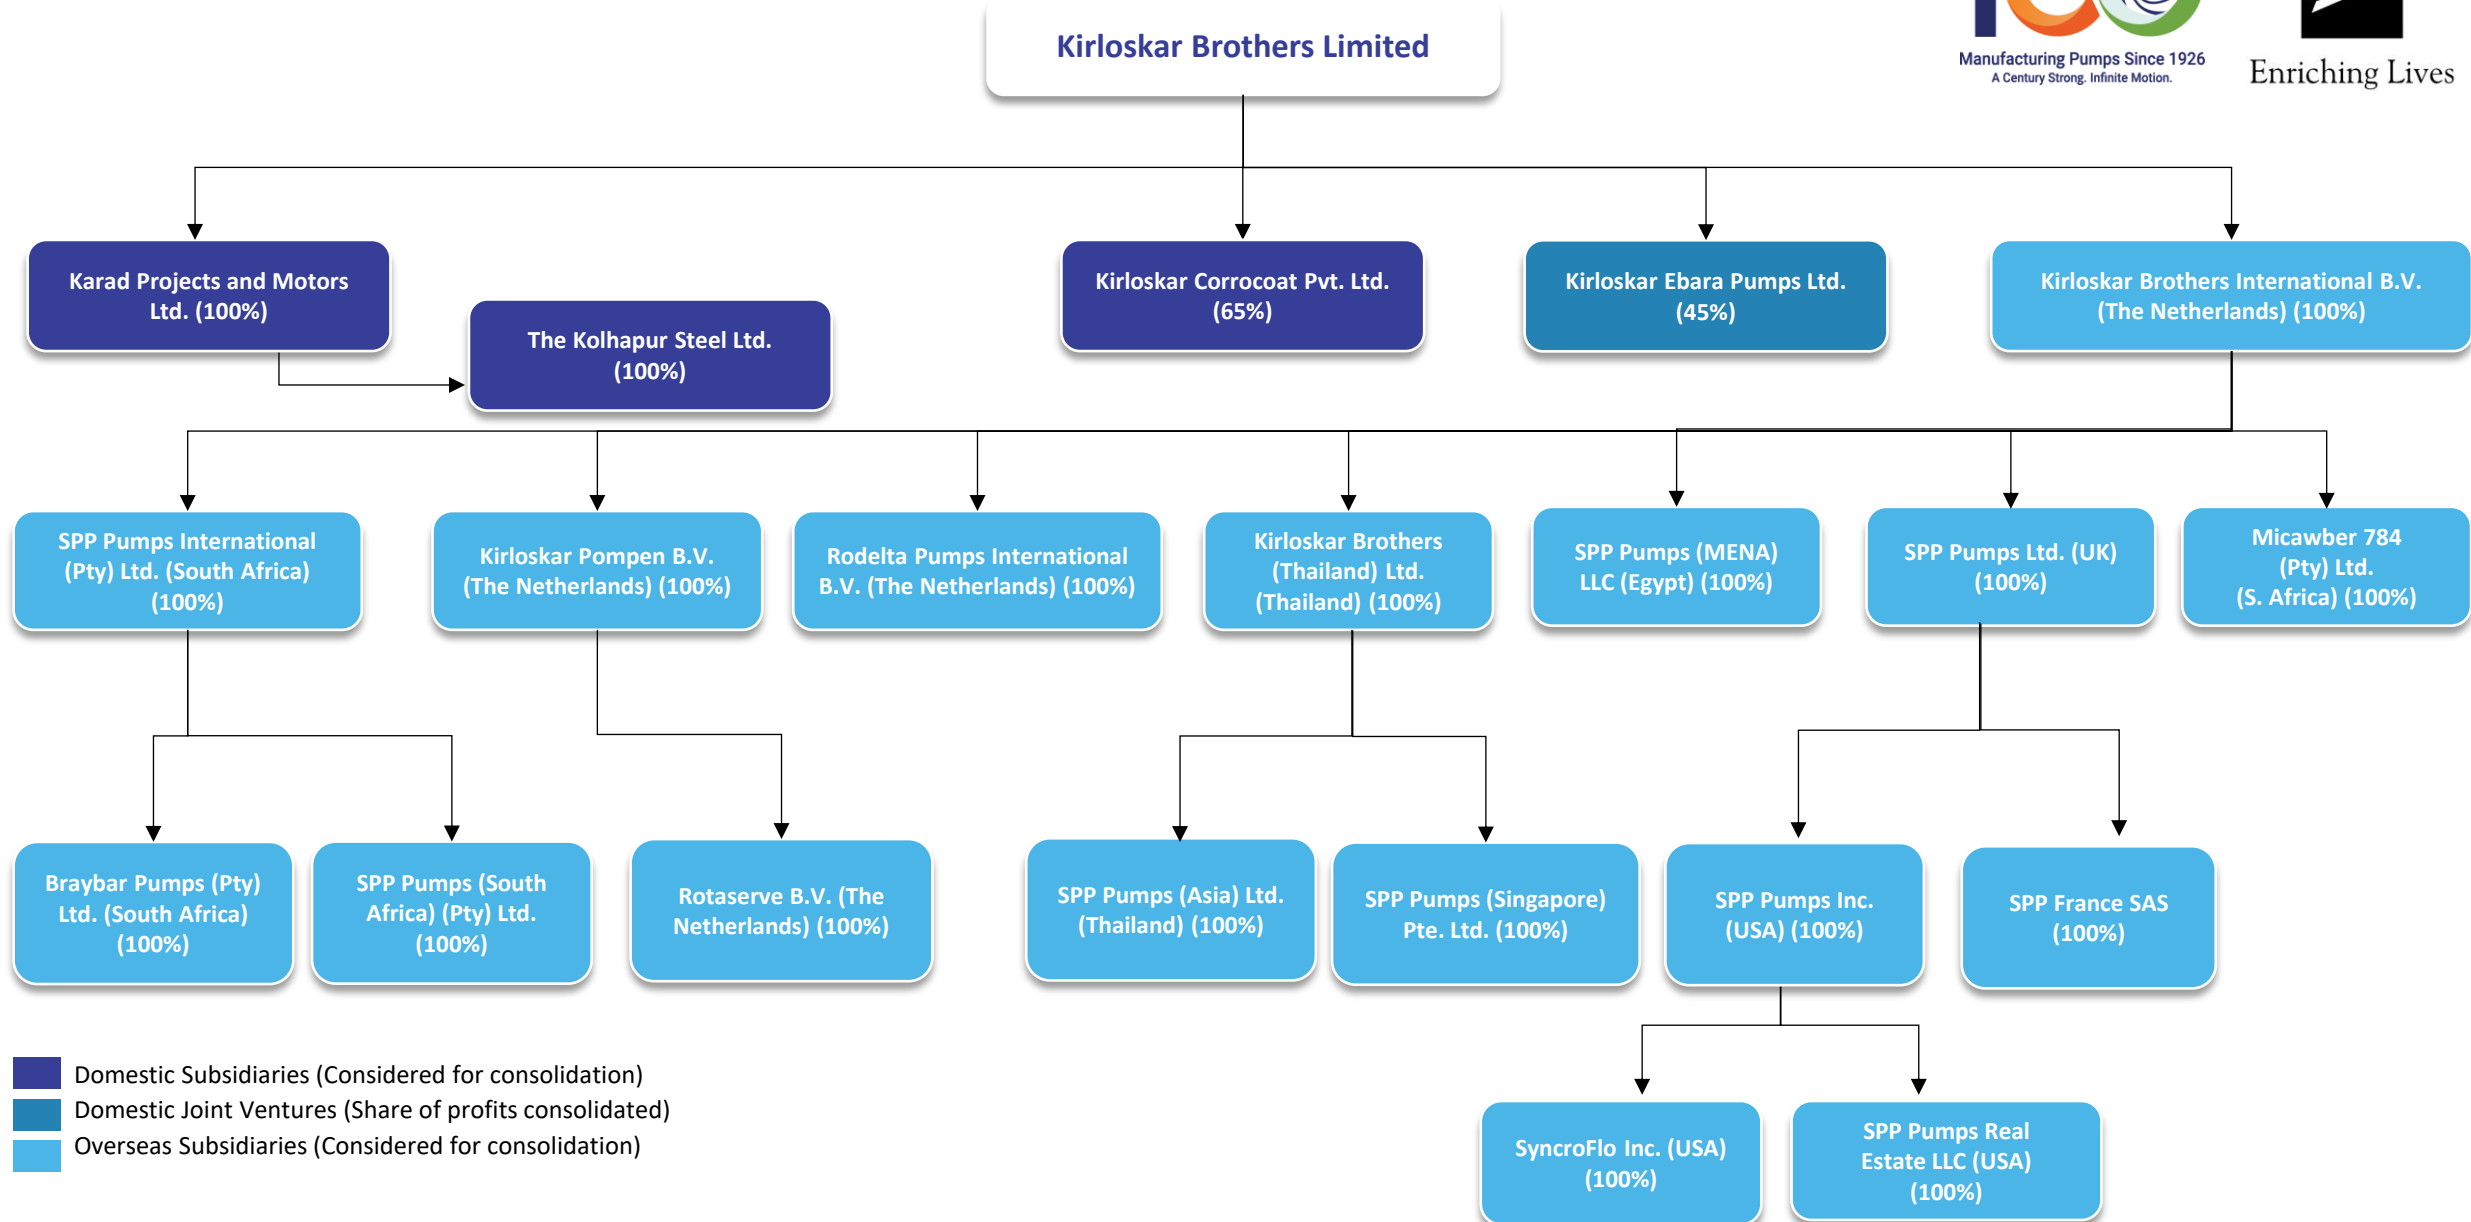 Kirloskar Brothers Limited
Manufacturing Pumps Since 1926
A Century Strong. Infinite Motion.
Enriching Lives
Karad Projects and Motors
Ltd. (100%)
The Kolhapur Steel Ltd.
(100%)
Kirloskar Corrocoat Pvt. Ltd.
(65%)
Kirloskar Ebara Pumps Ltd.
(45%)
Kirloskar Brothers International B.V.
(The Netherlands) (100%)
SPP Pumps International
(Pty) Ltd. (South Africa)
(100%)
Kirloskar Pompen B.V.
(The Netherlands) (100%)
Rodelta Pumps International
B.V. (The Netherlands) (100%)
Kirloskar Brothers
(Thailand) Ltd.
(Thailand) (100%)
SPP Pumps (MENA)
LLC (Egypt) (100%)
SPP Pumps Ltd. (UK)
(100%)
Micawber 784
(Pty) Ltd.
(S. Africa) (100%)
Braybar Pumps (Pty)
Ltd. (South Africa)
(100%)
SPP Pumps (South
Africa) (Pty) Ltd.
(100%)
Rotaserve B.V. (The
Netherlands) (100%)
SPP Pumps (Asia) Ltd.
(Thailand) (100%)
SPP Pumps (Singapore)
Pte. Ltd. (100%)
SPP Pumps Inc.
(USA) (100%)
SPP France SAS
(100%)
SyncroFlo Inc. (USA)
(100%)
SPP Pumps Real
Estate LLC (USA)
(100%)
Domestic Subsidiaries (Considered for consolidation)
Domestic Joint Ventures (Share of profits consolidated)
Overseas Subsidiaries (Considered for consolidation)